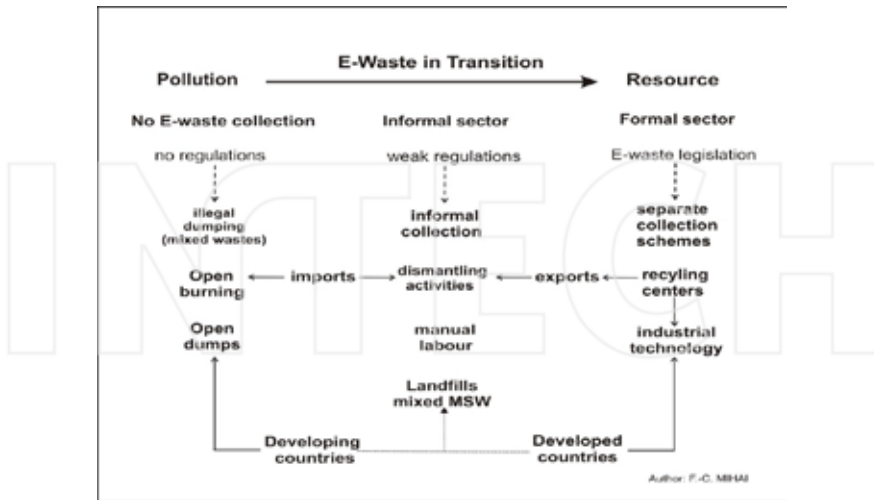 E-Waste in Transition
Pollution
Resource
No E-waste collection
Informal sector
Formal sector
no regulations
weak regulations
E-waste legislation
illegal
dumping
(mixed wastes)
informal
collection
separate
collection
schemes
Open
burning
imports
dismantling
activities
exports
recyling
centers
Open
dumps
manual
labour
industrial
technology
Landfills
mixed MSW
Developing
countries
Developed
countries
Author: F.-C. MIHAI
INTECH